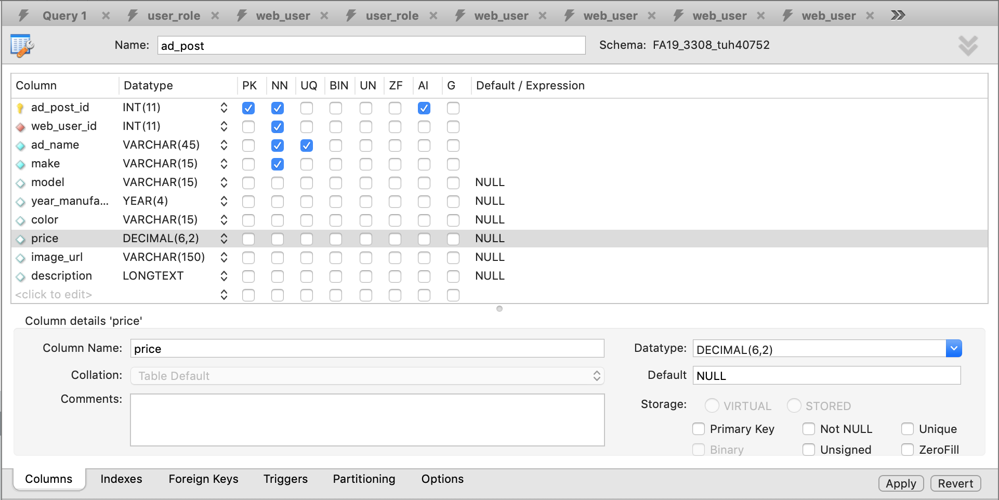 Query 1 user_role web_user user_role web_user web_user web_user web_user
Name: ad_post Schema: FA19_3308_tuh40752
Column Datatype PK NN UQ BIN UN ZF AI G Default / Expression
ad_post_id INT(11)
web_user_id INT(11)
ad_name VARCHAR(45)
make VARCHAR(15)
model VARCHAR(15) NULL
year_manufa... YEAR(4) NULL
color VARCHAR(15) NULL
price DECIMAL(6,2) NULL
image_url VARCHAR(150) NULL
description LONGTEXT NULL
<click to edit>
Column details 'price'
Column Name: price Datatype: DECIMAL(6,2)
Collation: Table Default Default NULL
Comments: Storage: VIRTUAL STORED
Primary Key Not NULL Unique
Binary Unsigned ZeroFill
Columns Indexes Foreign Keys Triggers Partitioning Options Apply Revert